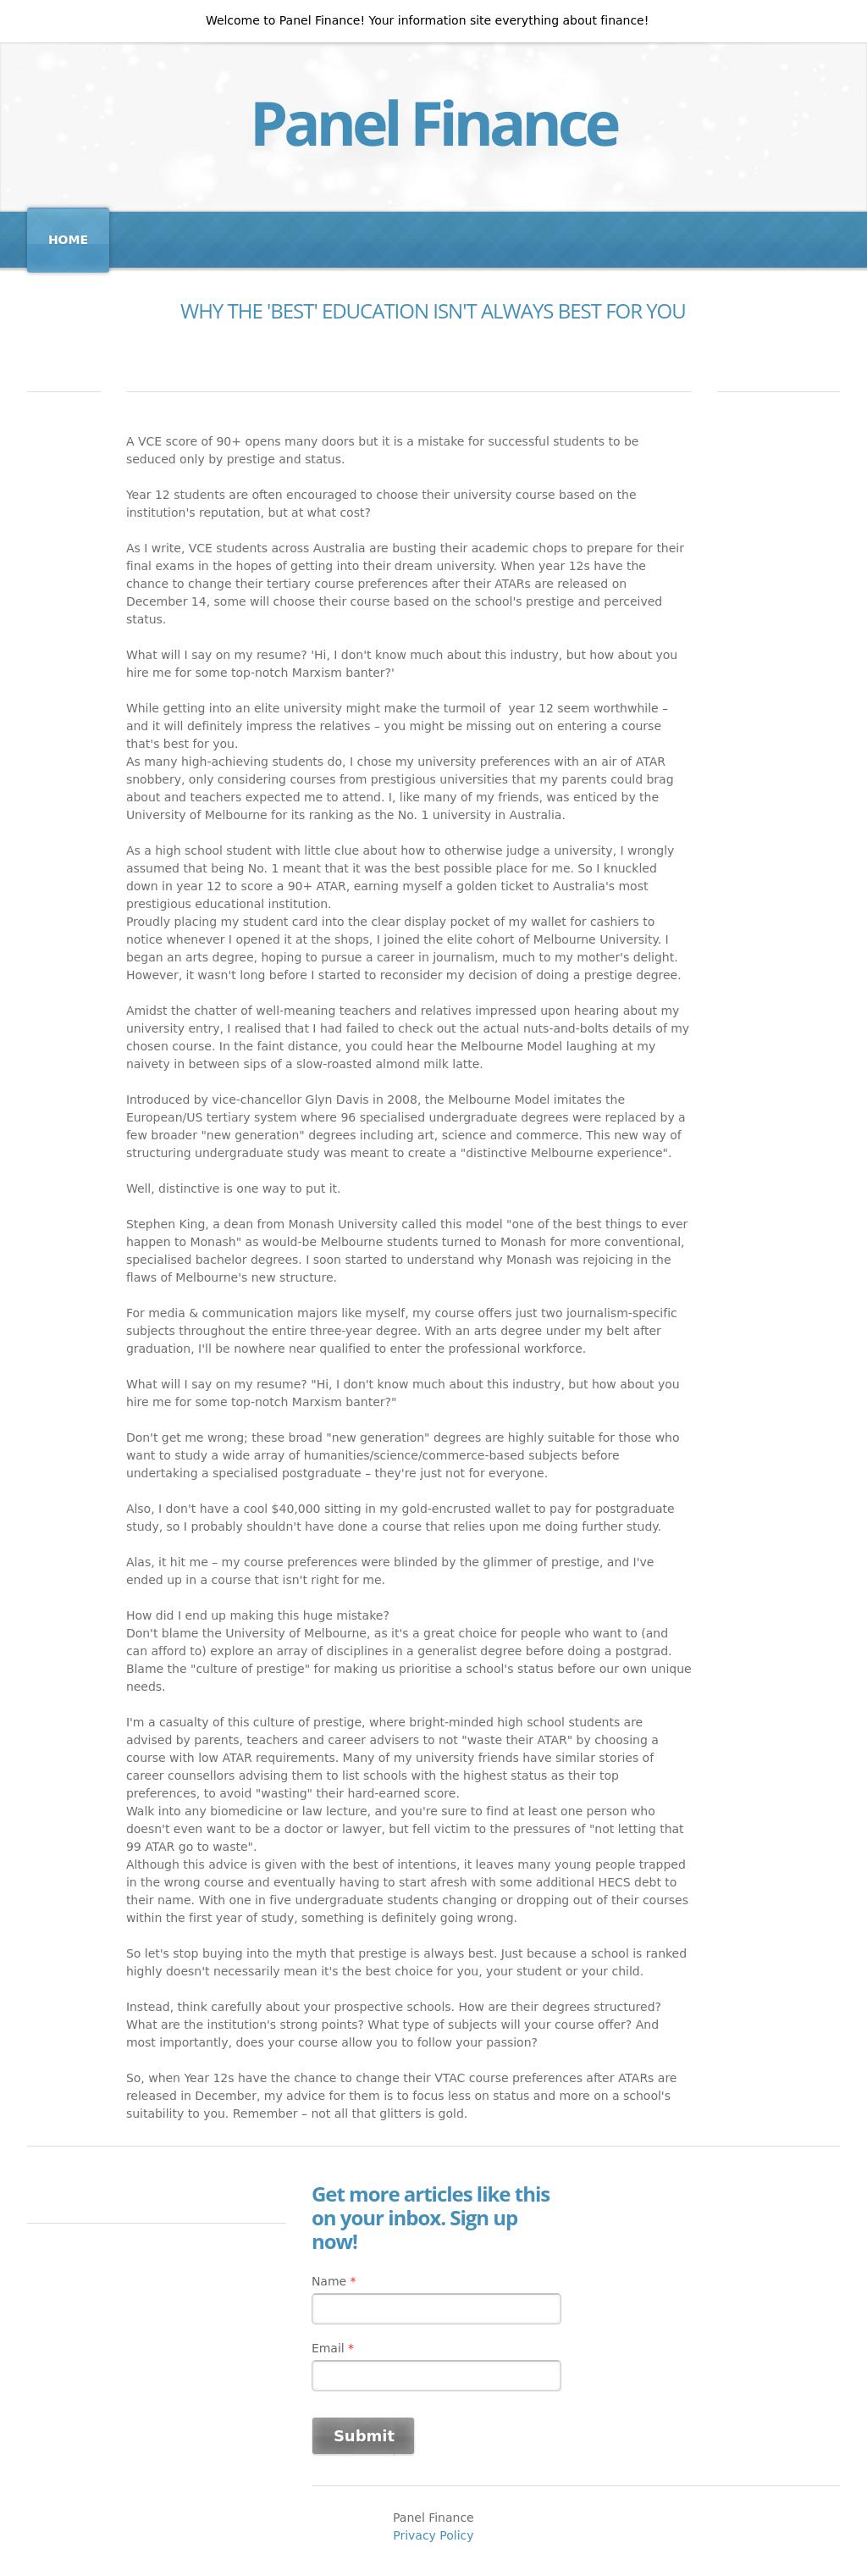 Welcome to Panel Finance! Your information site everything about finance!
Panel Finance
HOME
WHY THE 'BEST' EDUCATION ISN'T ALWAYS BEST FOR YOU
A VCE score of 90+ opens many doors but it is a mistake for successful students to be
seduced only by prestige and status.
Year 12 students are often encouraged to choose their university course based on the
institution's reputation, but at what cost?
As I write, VCE students across Australia are busting their academic chops to prepare for their
final exams in the hopes of getting into their dream university. When year 12s have the
chance to change their tertiary course preferences after their ATARs are released on
December 14, some will choose their course based on the school's prestige and perceived
status.
What will I say on my resume? 'Hi, I don't know much about this industry, but how about you
hire me for some top-notch Marxism banter?'
While getting into an elite university might make the turmoil of  year 12 seem worthwhile –
and it will definitely impress the relatives – you might be missing out on entering a course
that's best for you.
As many high-achieving students do, I chose my university preferences with an air of ATAR
snobbery, only considering courses from prestigious universities that my parents could brag
about and teachers expected me to attend. I, like many of my friends, was enticed by the
University of Melbourne for its ranking as the No. 1 university in Australia.
As a high school student with little clue about how to otherwise judge a university, I wrongly
assumed that being No. 1 meant that it was the best possible place for me. So I knuckled
down in year 12 to score a 90+ ATAR, earning myself a golden ticket to Australia's most
prestigious educational institution.
Proudly placing my student card into the clear display pocket of my wallet for cashiers to
notice whenever I opened it at the shops, I joined the elite cohort of Melbourne University. I
began an arts degree, hoping to pursue a career in journalism, much to my mother's delight.
However, it wasn't long before I started to reconsider my decision of doing a prestige degree.
Amidst the chatter of well-meaning teachers and relatives impressed upon hearing about my
university entry, I realised that I had failed to check out the actual nuts-and-bolts details of my
chosen course. In the faint distance, you could hear the Melbourne Model laughing at my
naivety in between sips of a slow-roasted almond milk latte.
Introduced by vice-chancellor Glyn Davis in 2008, the Melbourne Model imitates the
European/US tertiary system where 96 specialised undergraduate degrees were replaced by a
few broader "new generation" degrees including art, science and commerce. This new way of
structuring undergraduate study was meant to create a "distinctive Melbourne experience".
Well, distinctive is one way to put it.
Stephen King, a dean from Monash University called this model "one of the best things to ever
happen to Monash" as would-be Melbourne students turned to Monash for more conventional,
specialised bachelor degrees. I soon started to understand why Monash was rejoicing in the
flaws of Melbourne's new structure.
For media & communication majors like myself, my course offers just two journalism-specific
subjects throughout the entire three-year degree. With an arts degree under my belt after
graduation, I'll be nowhere near qualified to enter the professional workforce.
What will I say on my resume? "Hi, I don't know much about this industry, but how about you
hire me for some top-notch Marxism banter?"
Don't get me wrong; these broad "new generation" degrees are highly suitable for those who
want to study a wide array of humanities/science/commerce-based subjects before
undertaking a specialised postgraduate – they're just not for everyone.
Also, I don't have a cool $40,000 sitting in my gold-encrusted wallet to pay for postgraduate
study, so I probably shouldn't have done a course that relies upon me doing further study.
Alas, it hit me – my course preferences were blinded by the glimmer of prestige, and I've
ended up in a course that isn't right for me.
How did I end up making this huge mistake?
Don't blame the University of Melbourne, as it's a great choice for people who want to (and
can afford to) explore an array of disciplines in a generalist degree before doing a postgrad.
Blame the "culture of prestige" for making us prioritise a school's status before our own unique
needs.
I'm a casualty of this culture of prestige, where bright-minded high school students are
advised by parents, teachers and career advisers to not "waste their ATAR" by choosing a
course with low ATAR requirements. Many of my university friends have similar stories of
career counsellors advising them to list schools with the highest status as their top
preferences, to avoid "wasting" their hard-earned score.
Walk into any biomedicine or law lecture, and you're sure to find at least one person who
doesn't even want to be a doctor or lawyer, but fell victim to the pressures of "not letting that
99 ATAR go to waste".
Although this advice is given with the best of intentions, it leaves many young people trapped
in the wrong course and eventually having to start afresh with some additional HECS debt to
their name. With one in five undergraduate students changing or dropping out of their courses
within the first year of study, something is definitely going wrong.
So let's stop buying into the myth that prestige is always best. Just because a school is ranked
highly doesn't necessarily mean it's the best choice for you, your student or your child.
Instead, think carefully about your prospective schools. How are their degrees structured?
What are the institution's strong points? What type of subjects will your course offer? And
most importantly, does your course allow you to follow your passion?
So, when Year 12s have the chance to change their VTAC course preferences after ATARs are
released in December, my advice for them is to focus less on status and more on a school's
suitability to you. Remember – not all that glitters is gold.
Get more articles like this
on your inbox. Sign up
now!
Name *
Email *
Submit
Panel Finance
Privacy Policy